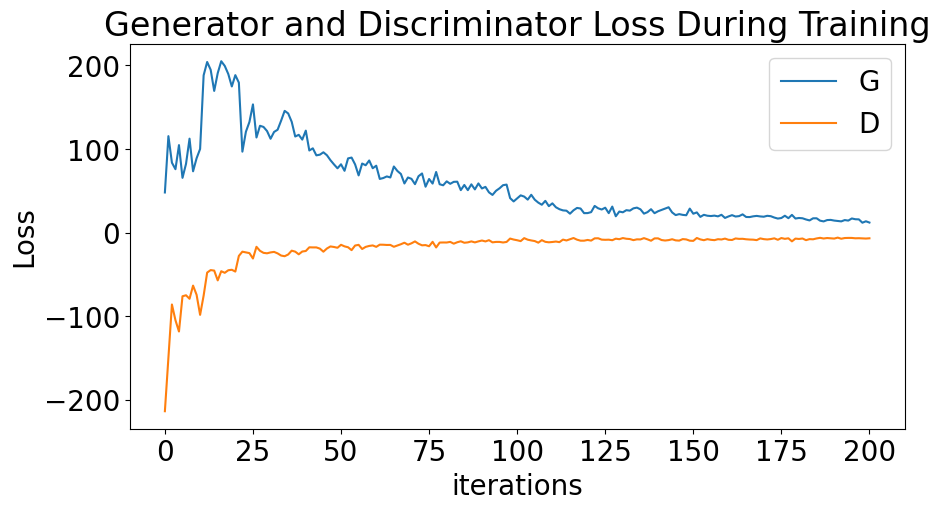 Generator and Discriminator Loss During Training
G
D
200
100
0
−100
−200
Loss
0 25 50 75 100 125 150 175 200
iterations